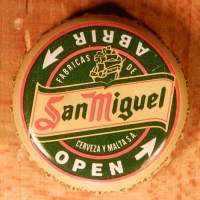 ABRIR
FABRICAS DE
San Miguel
CERVEZA Y MALTA S.A.
OPEN